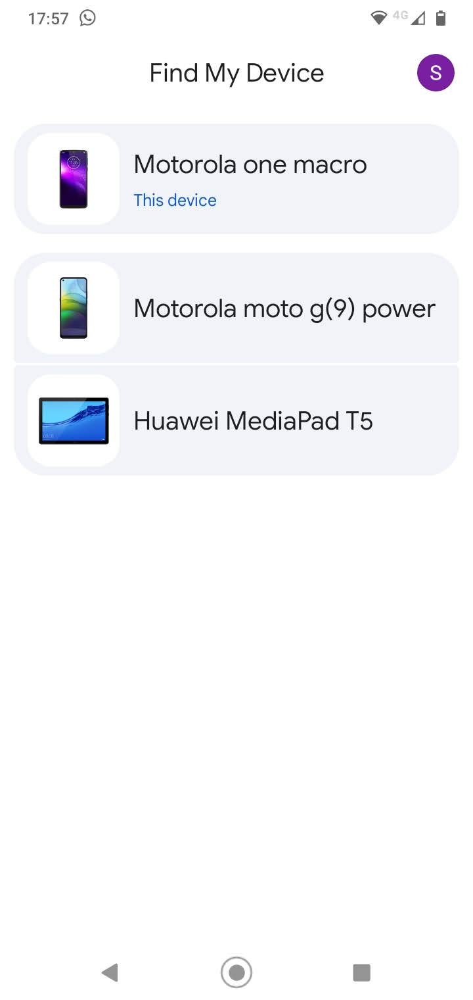 17:57
4G
Find My Device
S
Motorola one macro
This device
Motorola moto g(9) power
Huawei MediaPad T5